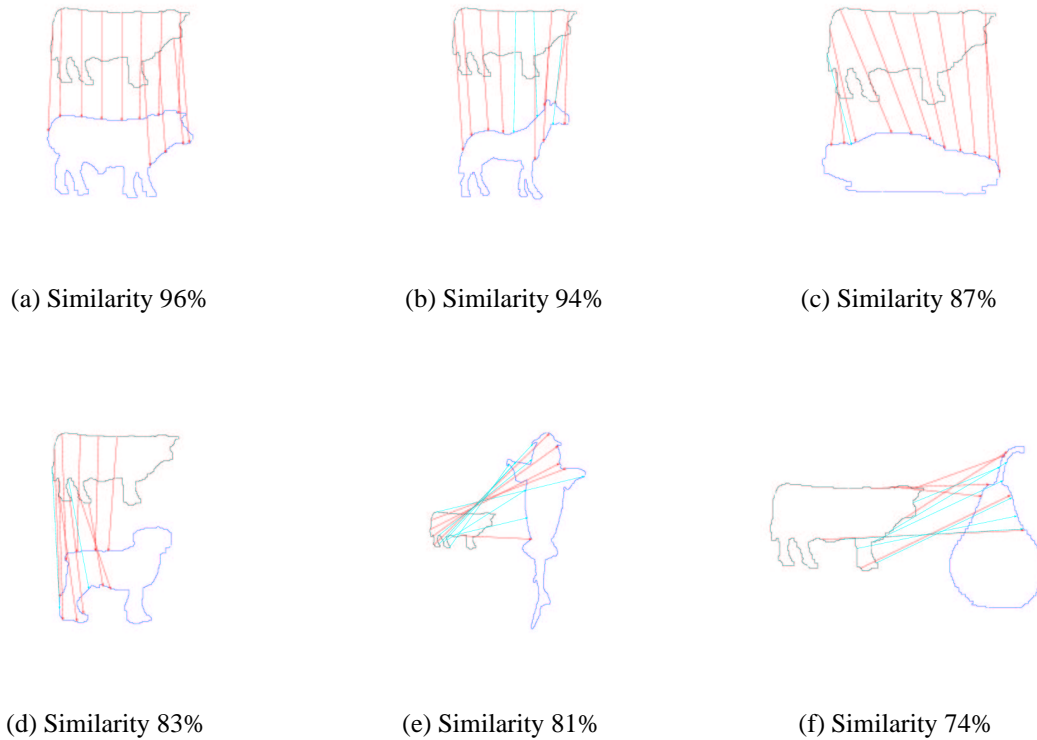 (a) Similarity 96%
(b) Similarity 94%
(c) Similarity 87%
(d) Similarity 83%
(e) Similarity 81%
(f) Similarity 74%